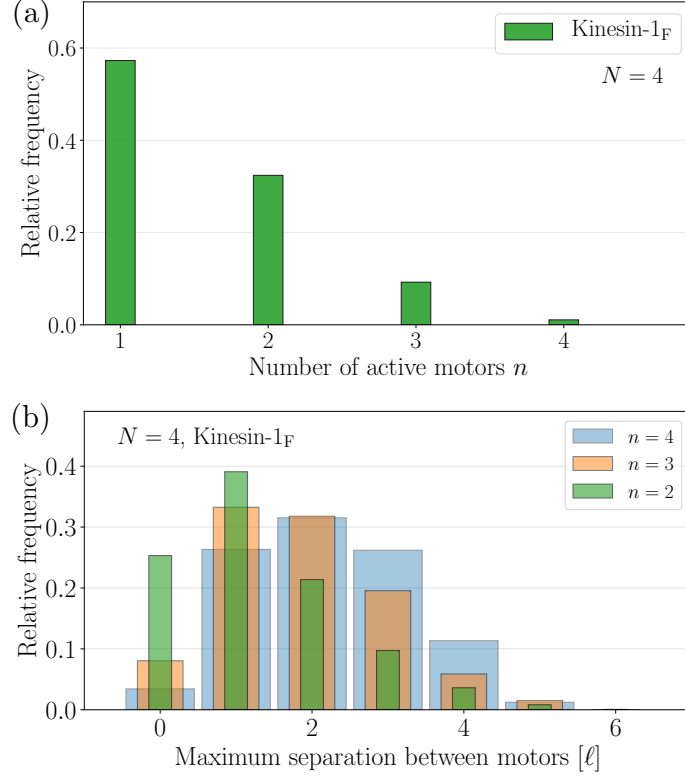 (a)
Kinesin-1F
N = 4
Relative frequency
0.6
0.4
0.2
0.0
1 2 3 4
Number of active motors n
(b)
N = 4, Kinesin-1F
n = 4
n = 3
n = 2
Relative frequency
0.4
0.3
0.2
0.1
0.0
0 2 4 6
Maximum separation between motors [ℓ]